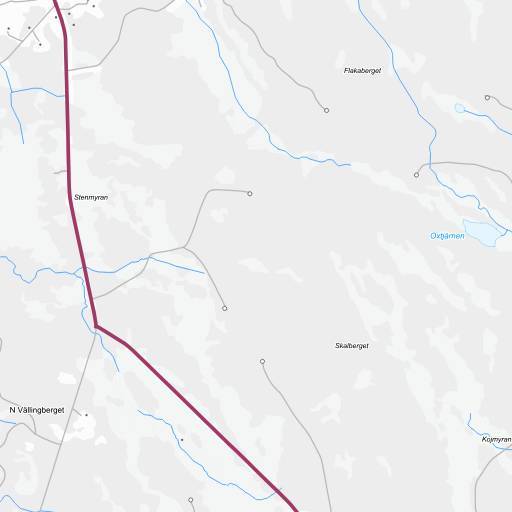 Flakaberget
Stenmyran
Oxtjärnen
Skalberget
N Vällingberget
Kojmyran